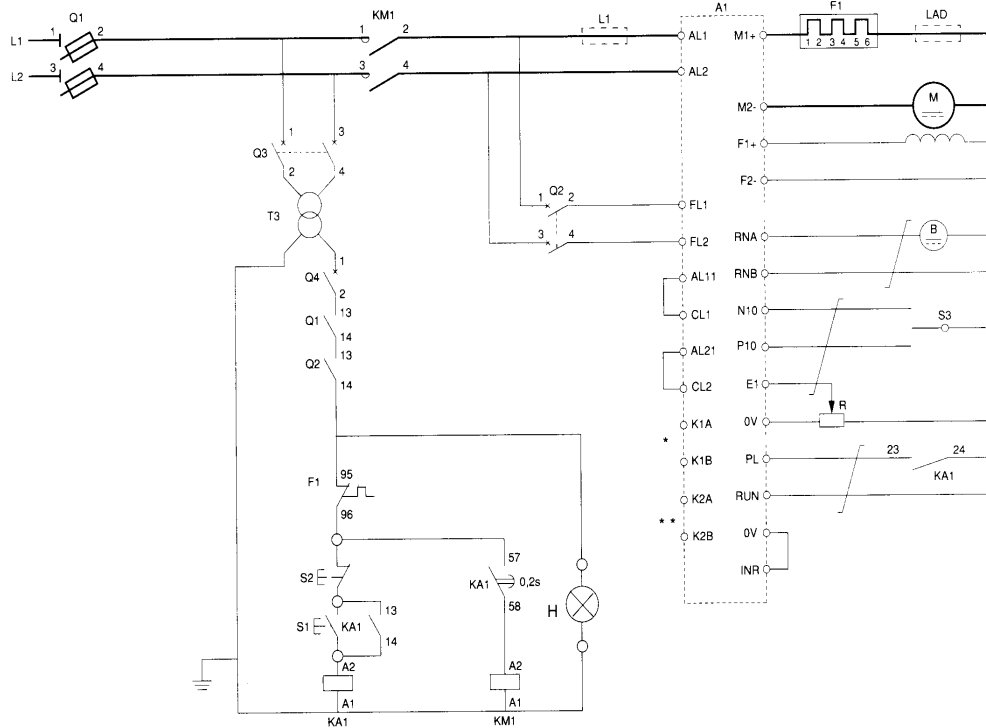 A1
F1
Q1
KM1
L1
LAD
L1 1 2 1 2 AL1 M1+ 1 2 3 4 5 6
L2 3 4 3 4 AL2
M2- M
F1+
1 3
Q3
2 4
F2-
Q2
T3
1 2 FL1
3 4 FL2
RNA B
RNB
1
Q4
2
AL11
CL1
N10
S3
13
Q1
14
AL21
P10
13
Q2
14
CL2
E1
R
K1A 0V
*
K1B PL 23 24
KA1
95
F1
96
K2A RUN
* *
K2B 0V
INR
57
S2
KA1 0,2s
58
H
13
S1 KA1
14
A2 A2
A1 A1
KA1 KM1